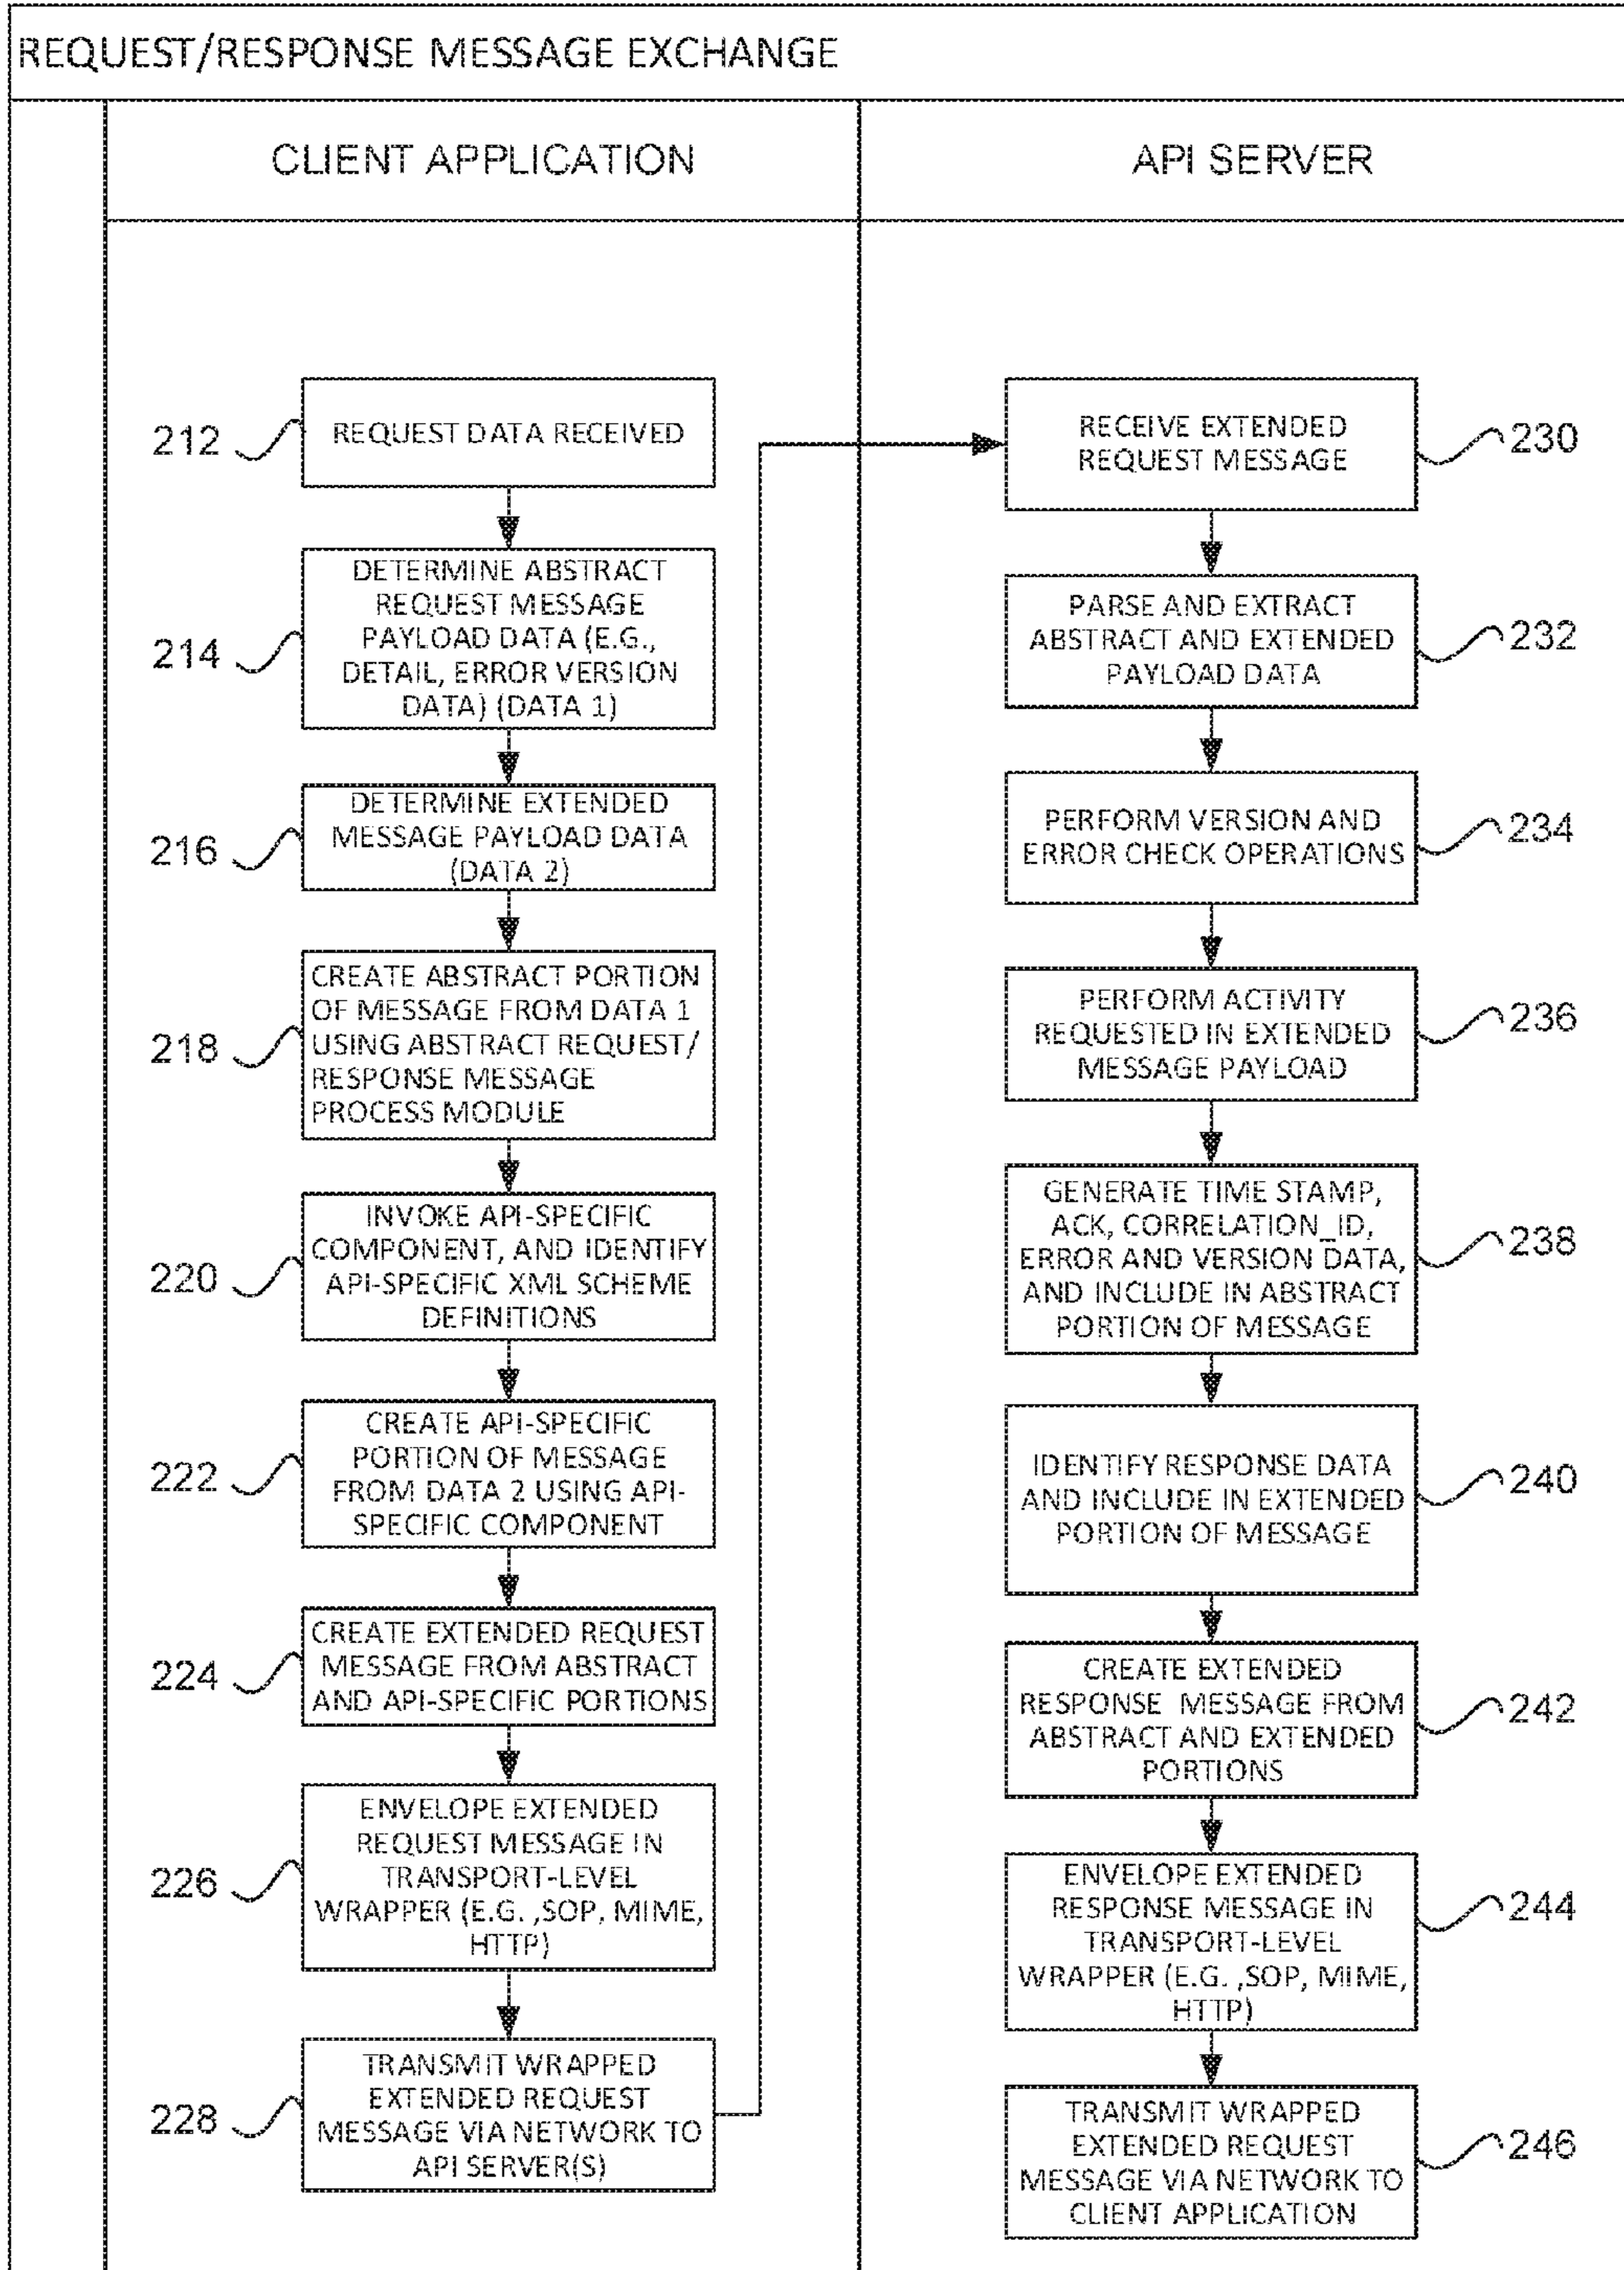 REQUEST/RESPONSE MESSAGE EXCHANGE
CLIENT APPLICATION
API SERVER
212
REQUEST DATA RECEIVED
214
DETERMINE ABSTRACT
REQUEST MESSAGE
PAYLOAD DATA (E.G.,
DETAIL, ERROR VERSION
DATA) (DATA 1)
216
DETERMINE EXTENDED
MESSAGE PAYLOAD DATA
(DATA 2)
218
CREATE ABSTRACT PORTION
OF MESSAGE FROM DATA 1
USING ABSTRACT REQUEST/
RESPONSE MESSAGE
PROCESS MODULE
220
INVOKE API-SPECIFIC
COMPONENT, AND IDENTIFY
API-SPECIFIC XML SCHEME
DEFINITIONS
222
CREATE API-SPECIFIC
PORTION OF MESSAGE
FROM DATA 2 USING API-
SPECIFIC COMPONENT
224
CREATE EXTENDED REQUEST
MESSAGE FROM ABSTRACT
AND API-SPECIFIC PORTIONS
226
ENVELOPE EXTENDED
REQUEST MESSAGE IN
TRANSPORT-LEVEL
WRAPPER (E.G. ,SOP, MIME,
HTTP)
228
TRANSMIT WRAPPED
EXTENDED REQUEST
MESSAGE VIA NETWORK TO
API SERVER(S)
RECEIVE EXTENDED
REQUEST MESSAGE
230
PARSE AND EXTRACT
ABSTRACT AND EXTENDED
PAYLOAD DATA
232
PERFORM VERSION AND
ERROR CHECK OPERATIONS
234
PERFORM ACTIVITY
REQUESTED IN EXTENDED
MESSAGE PAYLOAD
236
GENERATE TIME STAMP,
ACK, CORRELATION_ID,
ERROR AND VERSION DATA,
AND INCLUDE IN ABSTRACT
PORTION OF MESSAGE
238
IDENTIFY RESPONSE DATA
AND INCLUDE IN EXTENDED
PORTION OF MESSAGE
240
CREATE EXTENDED
RESPONSE MESSAGE FROM
ABSTRACT AND EXTENDED
PORTIONS
242
ENVELOPE EXTENDED
RESPONSE MESSAGE IN
TRANSPORT-LEVEL
WRAPPER (E.G. ,SOP, MIME,
HTTP)
244
TRANSMIT WRAPPED
EXTENDED REQUEST
MESSAGE VIA NETWORK TO
CLIENT APPLICATION
246